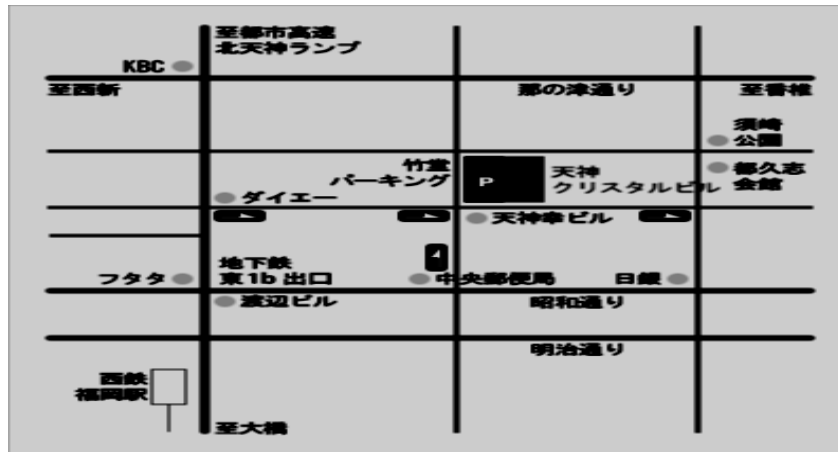 至都市高速
北天神ランプ
KBC
至西新
那の津通り
至香椎
須崎
公園
竹堂
パーキング
P
天神
クリスタルビル
都久志
会館
ダイエー
天神幸ビル
地下鉄
東1b 出口
フタタ
中央郵便局
日銀
渡辺ビル
昭和通り
明治通り
西鉄
福岡駅
至大橋